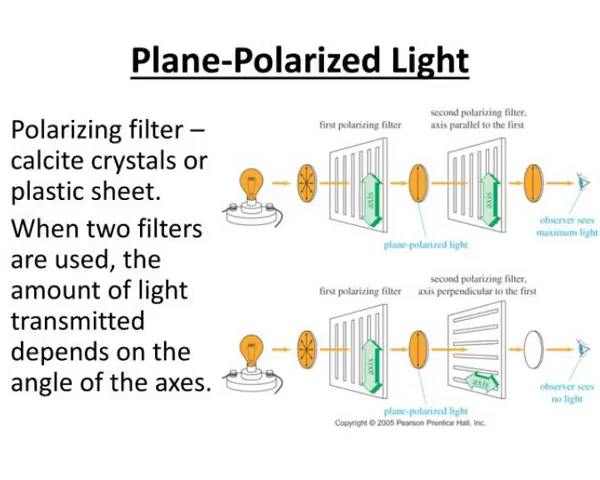 Plane-Polarized Light
Polarizing filter –
calcite crystals or
plastic sheet.
When two filters
are used, the
amount of light
transmitted
depends on the
angle of the axes.
first polarizing filter
second polarizing filter,
axis parallel to the first
axis
axis
plane-polarized light
observer sees
maximum light
first polarizing filter
second polarizing filter,
axis perpendicular to the first
axis
axis
plane-polarized light
observer sees
no light
Copyright © 2005 Pearson Prentice Hall, Inc.